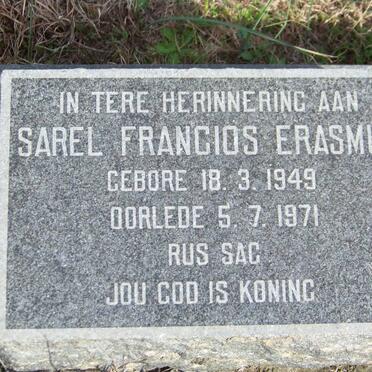 IN TERE HERINNERING AAN
SAREL FRANCIOS ERASMU
GEBORE 18. 3. 1949
OORLEDE 5. 7. 1971
RUS SAG
JOU GOD IS KONING